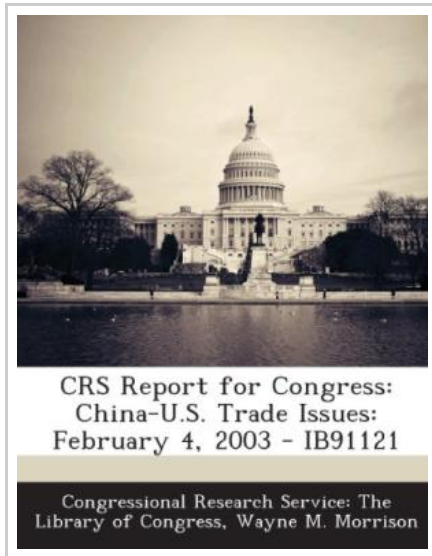 CRS Report for Congress:
China-U.S. Trade Issues:
February 4, 2003 - IB91121
Congressional Research Service: The
Library of Congress, Wayne M. Morrison